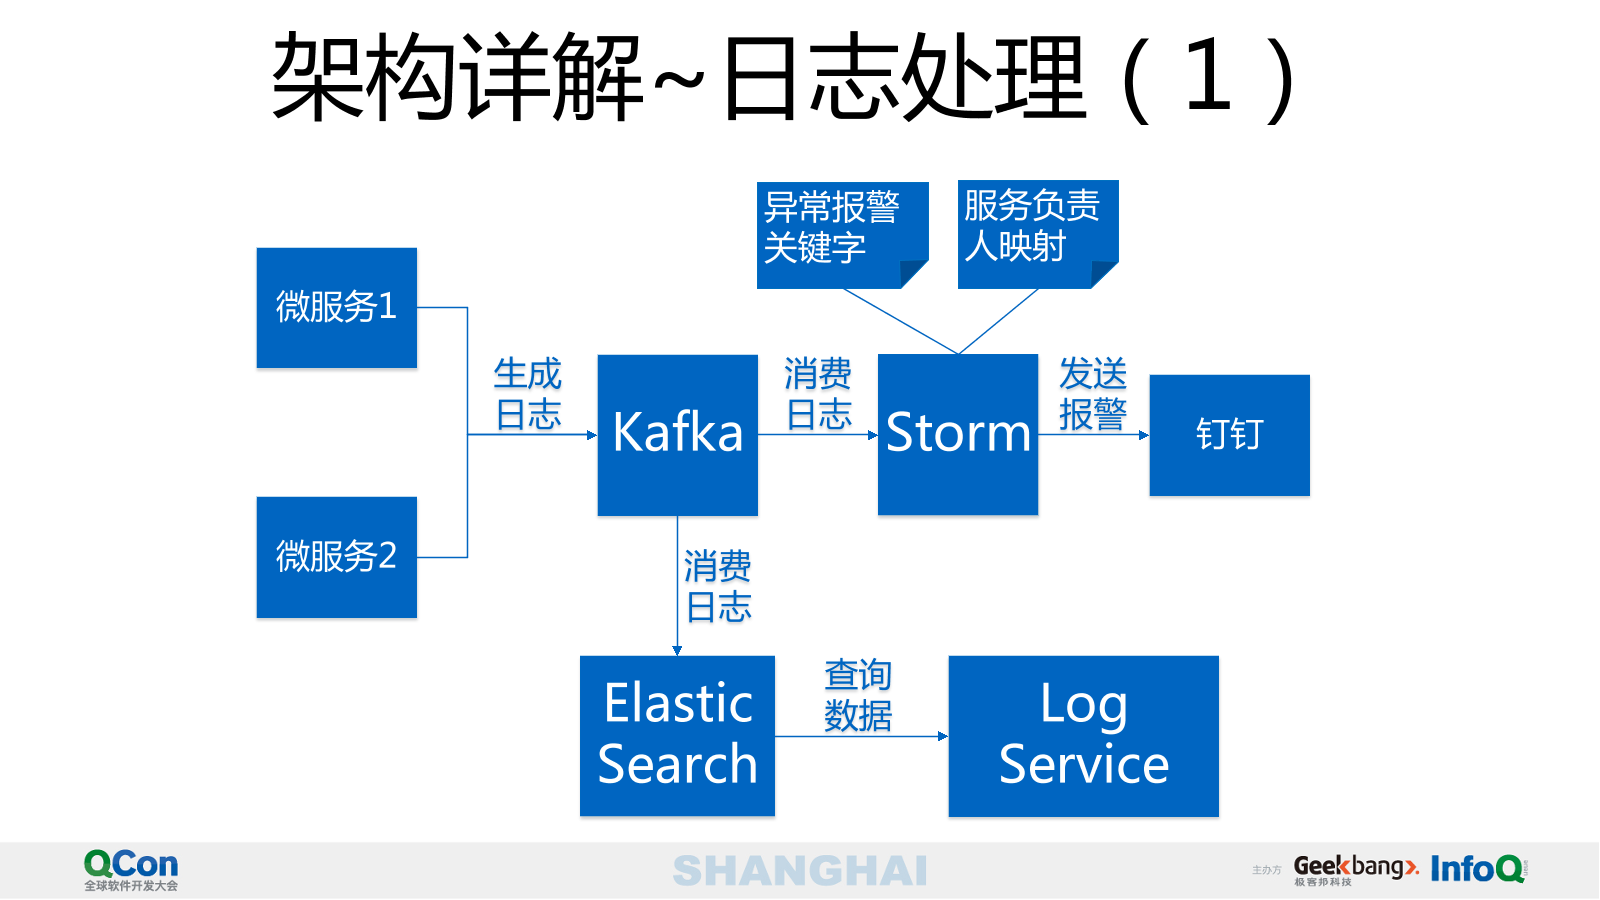 架构详解~日志处理（1）
异常报警
关键字
服务负责
人映射
微服务1
生成
日志
Kafka
消费
日志
Storm
发送
报警
钉钉
微服务2
消费
日志
Elastic
Search
查询
数据
Log
Service
QCon
全球软件开发大会
SHANGHAI
主办方
Geekbang
极客邦科技
InfoQ